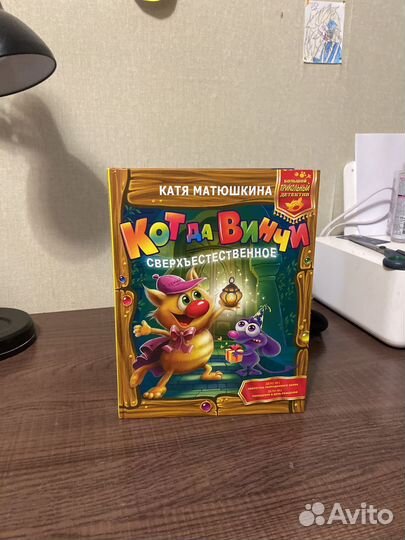 КАТЯ МАТЮШКИНА
БОЛЬШОЙ
ПРИКОЛЬНЫЙ
ДЕТЕКТИВ
КОТ ДА ВИНЧИ
СВЕРХЪЕСТЕСТВЕННОЕ
Avito